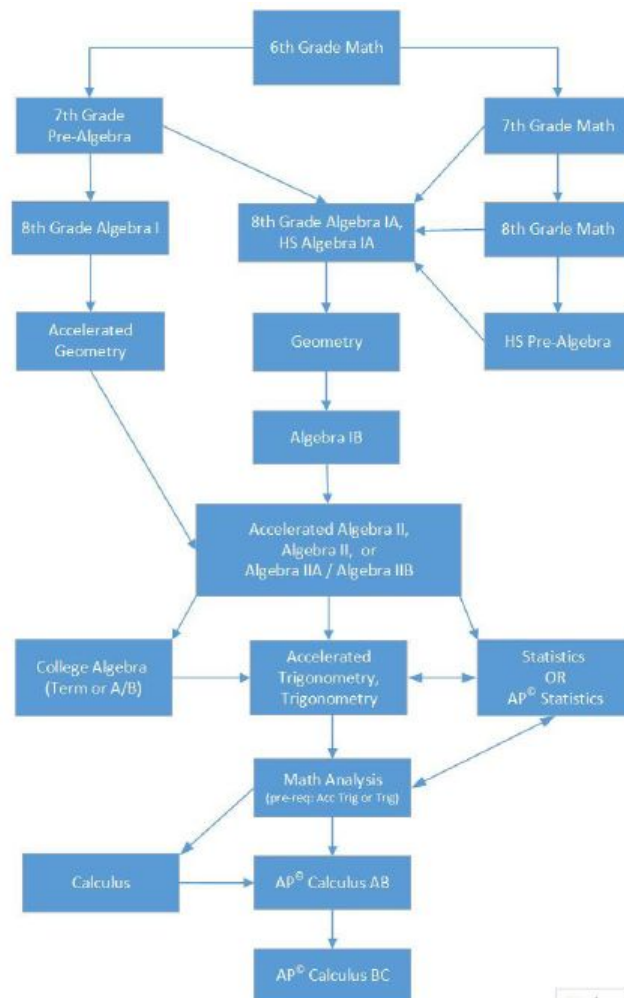 6th Grade Math
7th Grade
Pre-Algebra
7th Grade Math
8th Grade Algebra I
8th Grade Algebra IA,
HS Algebra IA
8th Grade Math
Accelerated
Geometry
Geometry
HS Pre-Algebra
Algebra IB
Accelerated Algebra II,
Algebra II, or
Algebra IIA / Algebra IIB
College Algebra
(Term or A/B)
Accelerated
Trigonometry,
Trigonometry
Statistics
OR
AP© Statistics
Math Analysis
(pre-req: Acc Trig or Trig)
Calculus
AP© Calculus AB
AP© Calculus BC